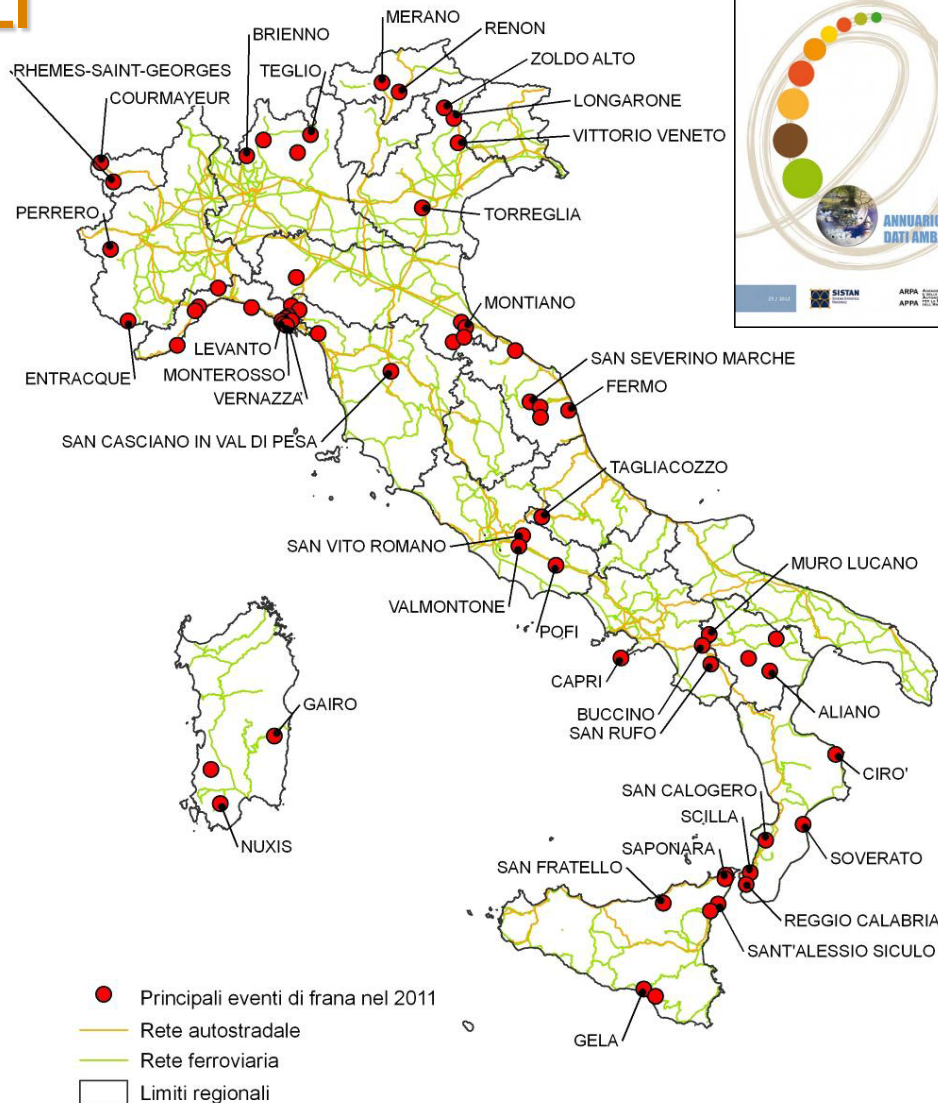 MERANO
RENON
BRIENNO
ZOLDO ALTO
RHEMES-SAINT-GEORGES
TEGLIO
COURMAYEUR
LONGARONE
VITTORIO VENETO
PERRERO
TORREGLIA
MONTIANO
LEVANTO
SAN SEVERINO MARCHE
ENTRACQUE
MONTEROSSO
FERMO
VERNAZZA
SAN CASCIANO IN VAL DI PESA
TAGLIACOZZO
SAN VITO ROMANO
MURO LUCANO
VALMONTONE
POFI
CAPRI
GAIRO
BUCCINO
ALIANO
SAN RUFO
CIRO'
SAN CALOGERO
SCILLA
NUXIS
SAPONARA
SOVERATO
SAN FRATELLO
REGGIO CALABRIA
SANT'ALESSIO SICULO
GELA
Principali eventi di frana nel 2011
Rete autostradale
Rete ferroviaria
Limiti regionali
ANNUARIO
DATI AMB
25 / 2012
SISTAN
ARPA
APPA